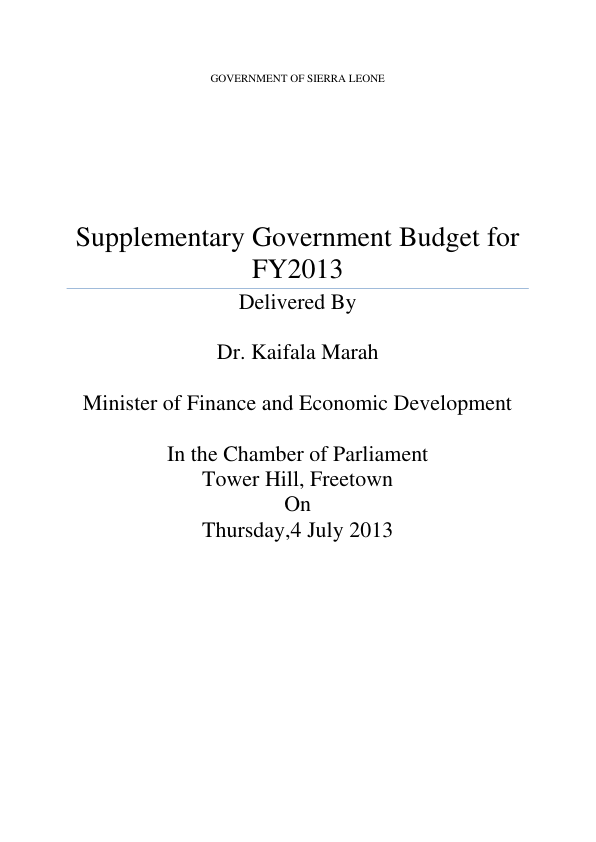 GOVERNMENT OF SIERRA LEONE
Supplementary Government Budget for
FY2013
Delivered By
Dr. Kaifala Marah
Minister of Finance and Economic Development
In the Chamber of Parliament
Tower Hill, Freetown
On
Thursday,4 July 2013